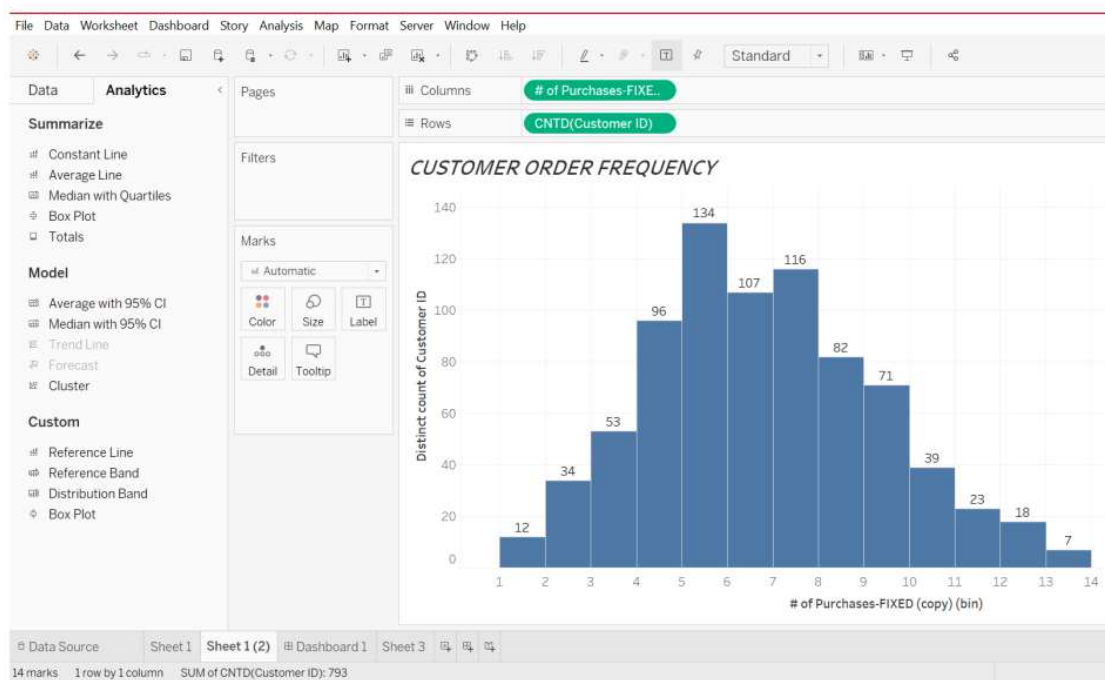 File Data Worksheet Dashboard Story Analysis Map Format Server Window Help
Standard
Data Analytics
Summarize
Constant Line
Average Line
Median with Quartiles
Box Plot
Totals
Model
Average with 95% CI
Median with 95% CI
Trend Line
Forecast
Cluster
Custom
Reference Line
Reference Band
Distribution Band
Box Plot
Pages
Filters
Marks
Automatic
Color Size Label
Detail Tooltip
Columns # of Purchases-FIXE..
Rows CNTD(Customer ID)
CUSTOMER ORDER FREQUENCY
Distinct count of Customer ID
140
120
100
80
60
40
20
0
12 34 53 96 134 107 116 82 71 39 23 18 7
1 2 3 4 5 6 7 8 9 10 11 12 13 14
# of Purchases-FIXED (copy) (bin)
Data Source Sheet 1 Sheet 1 (2) Dashboard 1 Sheet 3
14 marks 1 row by 1 column SUM of CNTD(Customer ID): 793